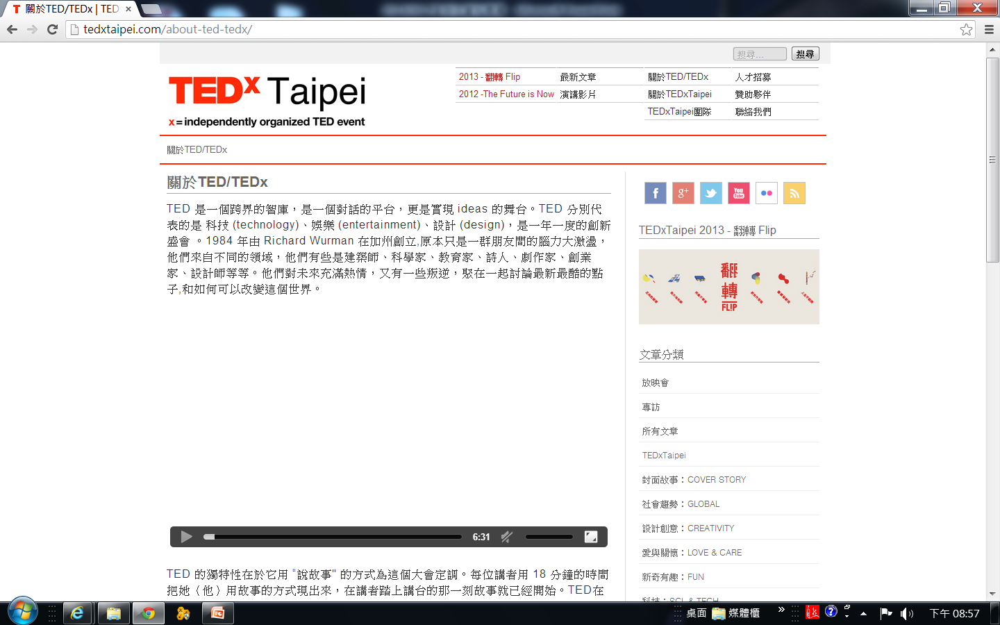 關於TED/TEDx | TED
tedxtaipei.com/about-ted-tedx/
搜尋...
搜尋
TEDx Taipei
x = independently organized TED event
2013 - 翻轉 Flip
最新文章
關於TED/TEDx
人才招募
2012 -The Future is Now
演講影片
關於TEDxTaipei
贊助夥伴
TEDxTaipei團隊
聯絡我們
關於TED/TEDx
關於TED/TEDx
TED 是一個跨界的智庫，是一個對話的平台，更是實現 ideas 的舞台。TED 分別代
表的是 科技 (technology)、娛樂 (entertainment)、設計 (design)，是一年一度的創新
盛會 。1984 年由 Richard Wurman 在加州創立,原本只是一群朋友間的腦力大激盪，
他們來自不同的領域，他們有些是建築師、科學家、教育家、詩人、劇作家、創業
家、設計師等等。他們對未來充滿熱情，又有一些叛逆，聚在一起討論最新最酷的點
子,和如何可以改變這個世界。
6:31
TED 的獨特性在於它用 “說故事" 的方式為這個大會定調。每位講者用 18 分鐘的時間
把她（他）用故事的方式現出來，在講者踏上講台的那一刻故事就已經開始。TED在
f
g+
You
Tube
TEDxTaipei 2013 - 翻轉 Flip
翻
轉
FL!P
文章分類
放映會
專訪
所有文章
TEDxTaipei
封面故事：COVER STORY
社會趨勢：GLOBAL
設計創意：CREATIVITY
愛與關懷：LOVE & CARE
新奇有趣：FUN
科技：SCI. & TECH
桌面
媒體櫃
下午 08:57